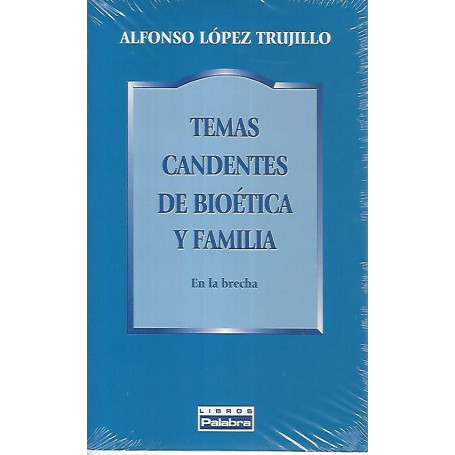 ALFONSO LÓPEZ TRUJILLO
TEMAS
CANDENTES
DE BIOÉTICA
Y FAMILIA
En la brecha
LIBROS
Palabra